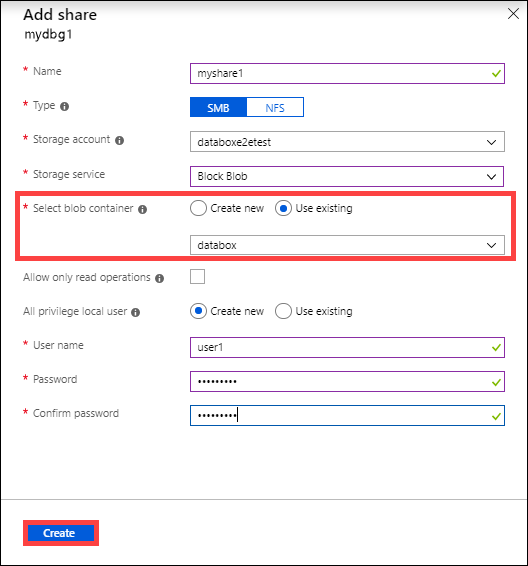 Add share
mydbg1
* Name myshare1
* Type SMB NFS
* Storage account databoxe2etest
* Storage service Block Blob
* Select blob container Create new Use existing
databox
Allow only read operations
All privilege local user Create new Use existing
* User name user1
* Password •••••••••
* Confirm password •••••••••
Create